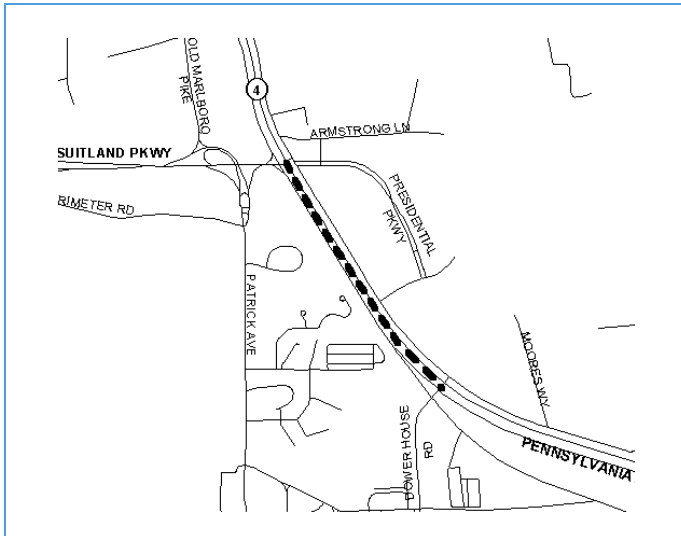 OLD MARLBORO
PIKE
4
ARMSTRONG LN
SUITLAND PKWY
PRESIDENTIAL
PKWY
RIMETER RD
PATRICK AVE
MOORES WY
DOWER HOUSE
RD
PENNSYLVANIA